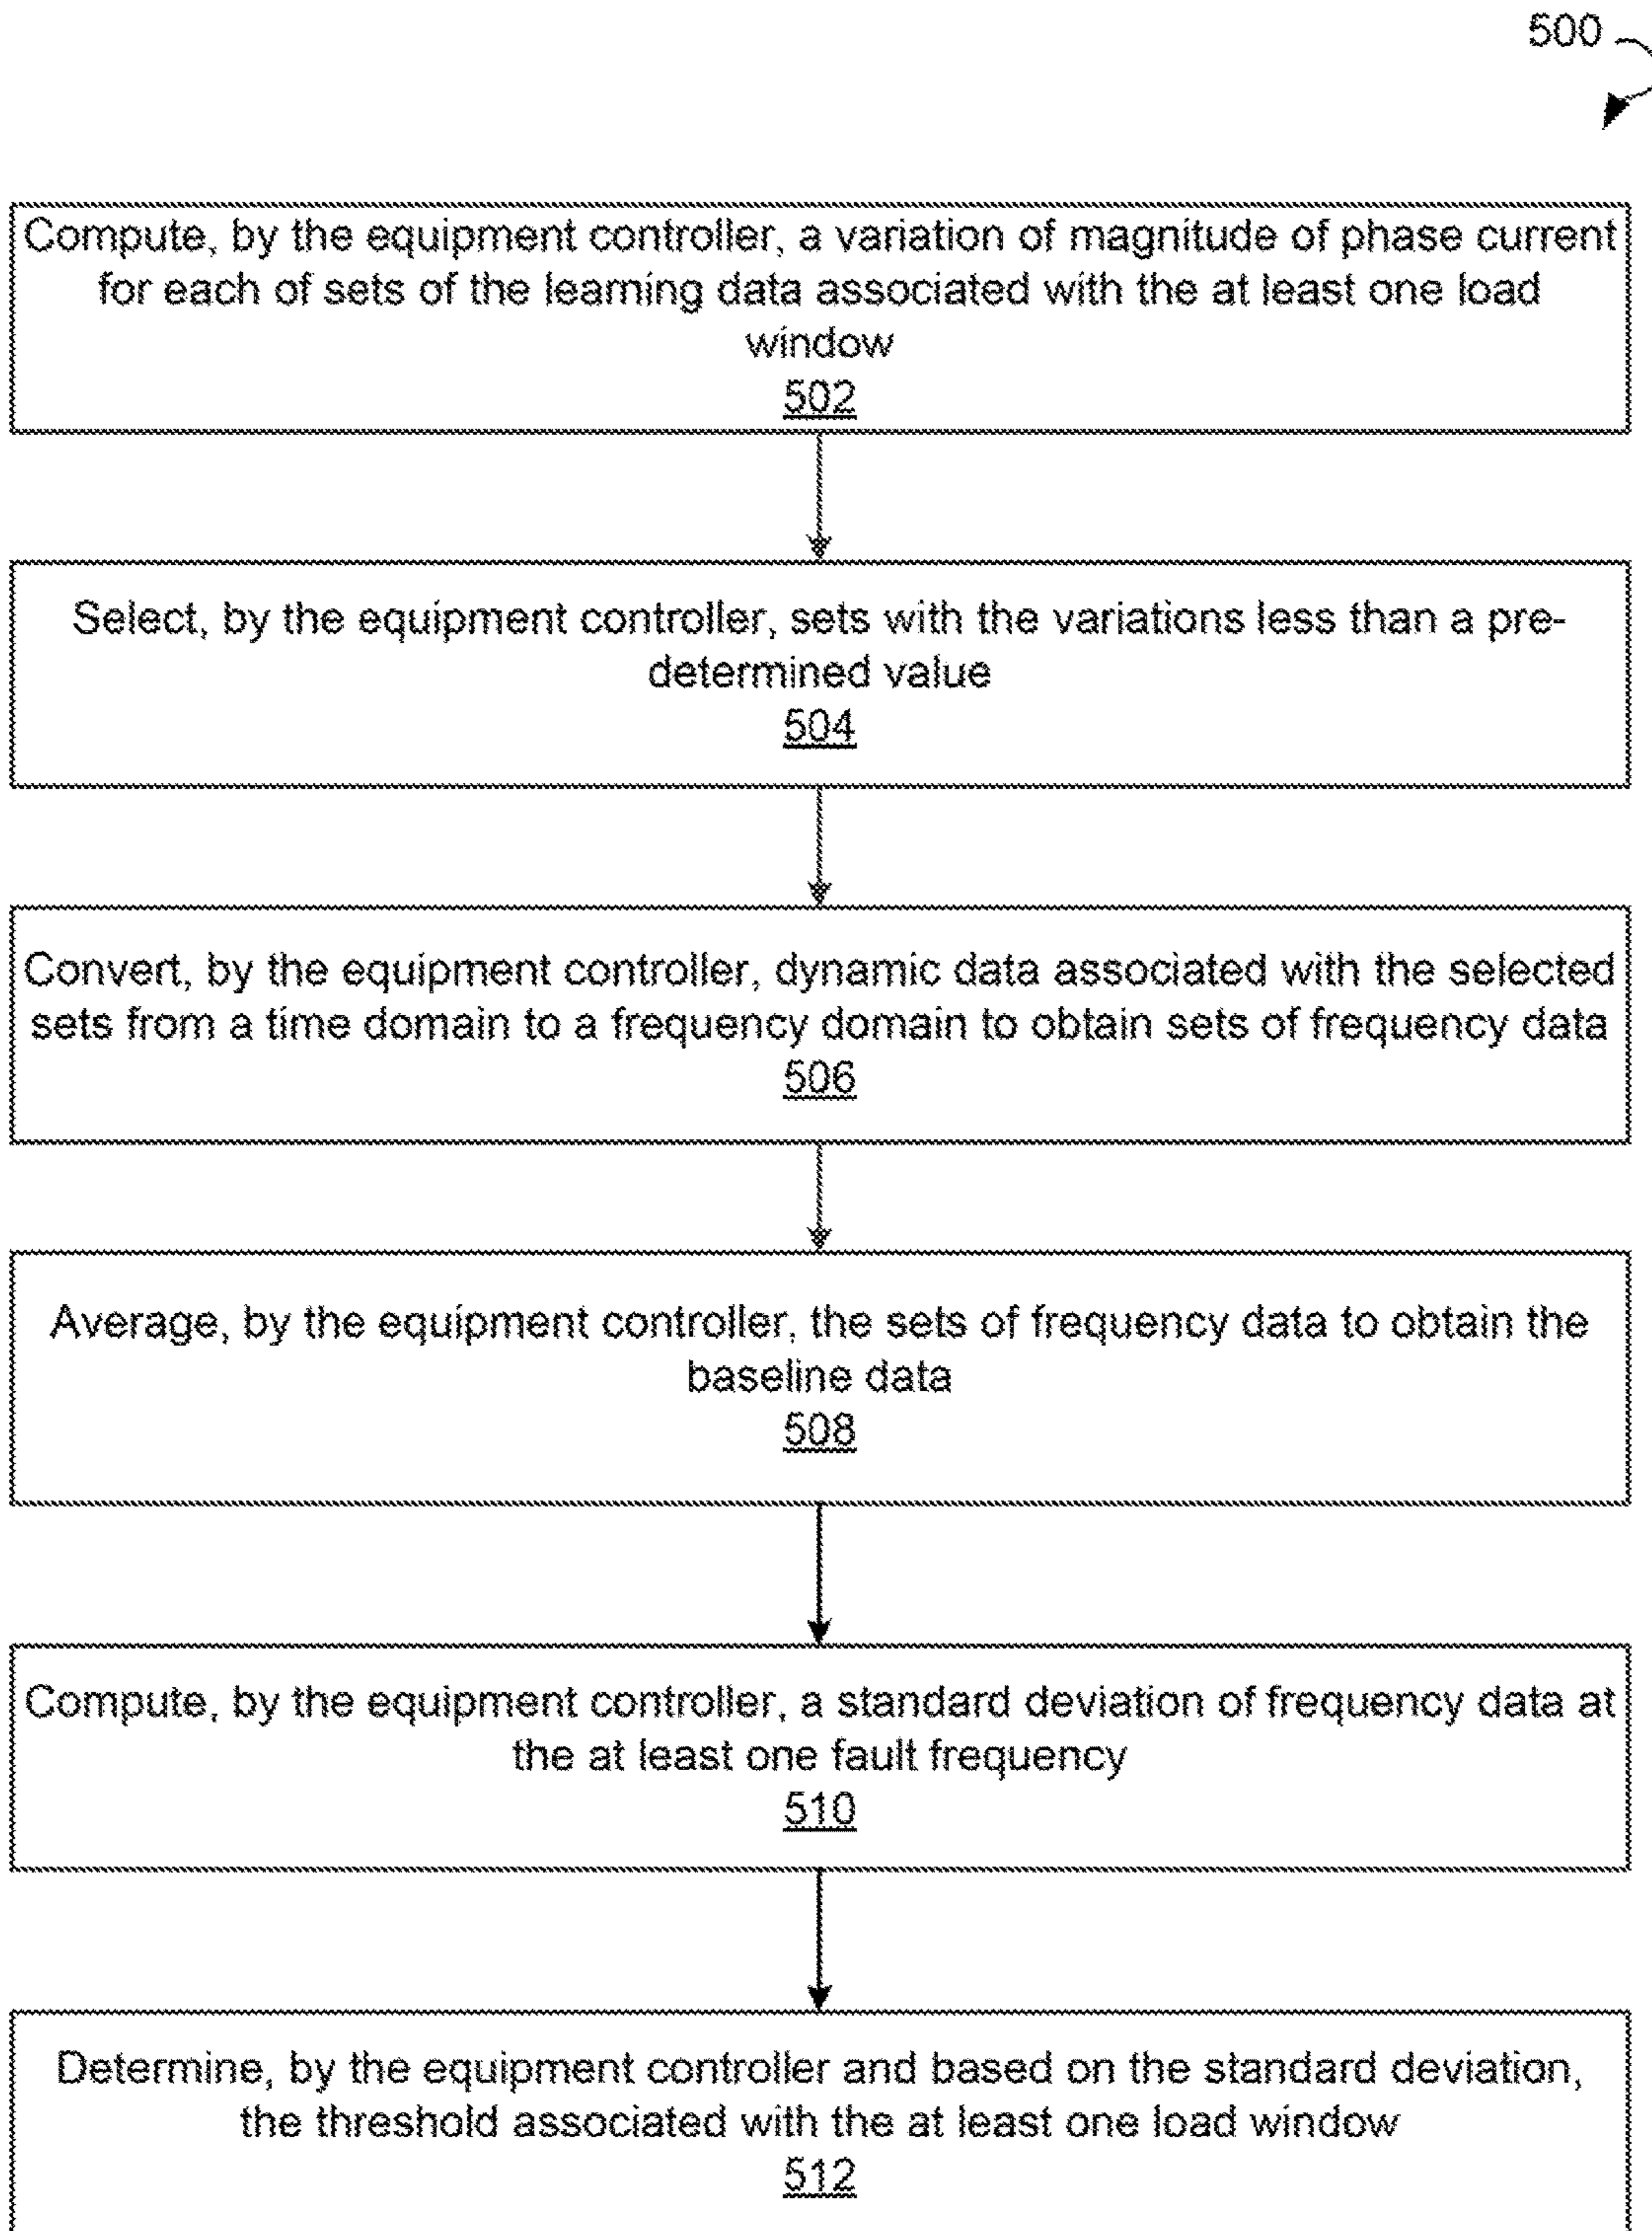 500
Compute, by the equipment controller, a variation of magnitude of phase current
for each of sets of the learning data associated with the at least one load
window
502
Select, by the equipment controller, sets with the variations less than a pre-
determined value
504
Convert, by the equipment controller, dynamic data associated with the selected
sets from a time domain to a frequency domain to obtain sets of frequency data
506
Average, by the equipment controller, the sets of frequency data to obtain the
baseline data
508
Compute, by the equipment controller, a standard deviation of frequency data at
the at least one fault frequency
510
Determine, by the equipment controller and based on the standard deviation,
the threshold associated with the at least one load window
512